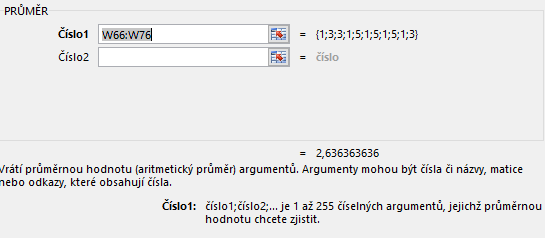 PRŮMĚR
Číslo1 W66:W76 = {1;3;3;1;5;1;5;1;5;1;3}
Číslo2 = číslo
= 2,636363636
Vrátí průměrnou hodnotu (aritmetický průměr) argumentů. Argumenty mohou být čísla či názvy, matice
nebo odkazy, které obsahují čísla.
Číslo1: číslo1;číslo2;... je 1 až 255 číselných argumentů, jejichž průměrnou
hodnotu chcete zjistit.